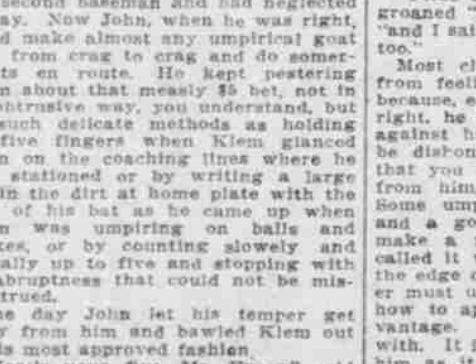 second baseman and had neglected
ay. Now John, when he was right,
d make almost any umpirical goat
from crag to crag and do somer-
ts en route. He kept pestering
n about that measly $5 bet, not in
btrusive way, you understand, but
such delicate methods as holding
five fingers when Klem glanced
n on the coaching lines where he
stationed or by writing a large
in the dirt at home plate with the
of his bat as he came up when
n was umpiring on balls and
kes, or by counting slowely and
ally up to five and stopping with
abruptness that could not be mis-
trued.
e day John let his temper get
y from him and bawled Klem out
is most approved fashion.
groaned
"and I sai
too."
Most cl
from feeli
because,
right, he
against h
be dishon
that you
from him
Some ump
and a go
make a
called it
the edge
er must u
how to ap
vantage.
with. It
him as